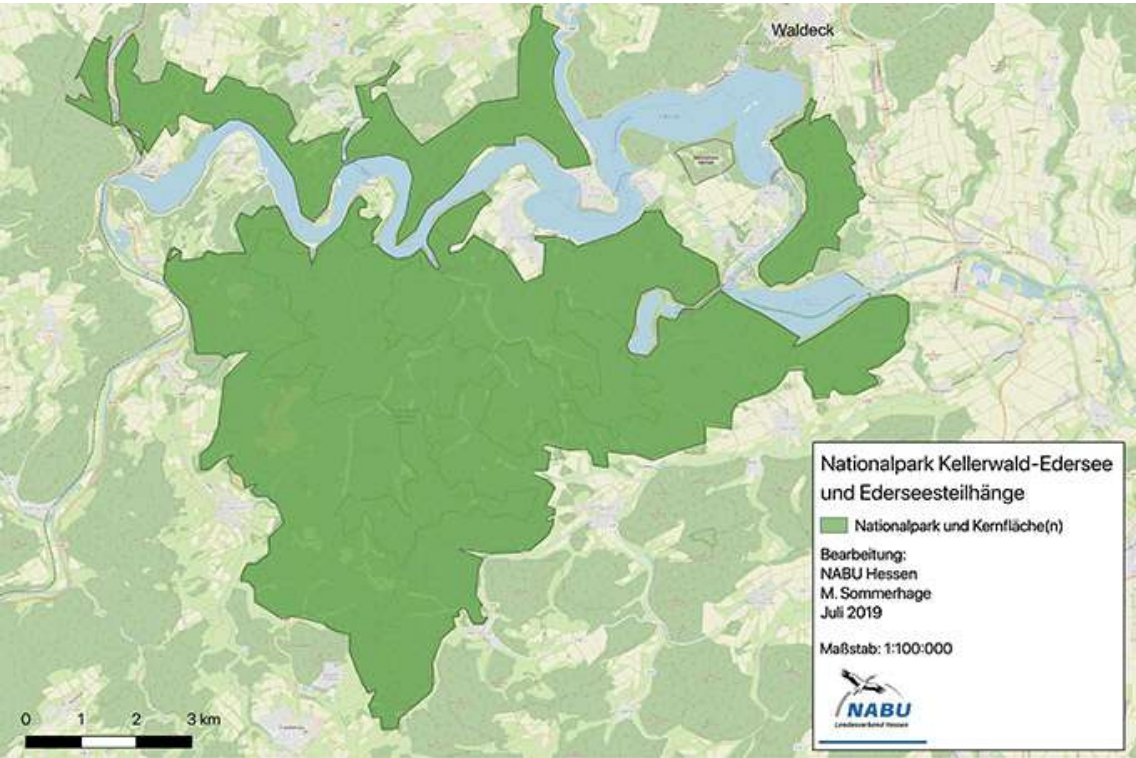 Waldeck
Nationalpark Kellerwald-Edersee
und Ederseesteilhänge
Nationalpark und Kernfläche(n)
Bearbeitung:
NABU Hessen
M. Sommerhage
Juli 2019
Maßstab: 1:100:000
NABU
Landesverband Hessen
0 1 2 3 km